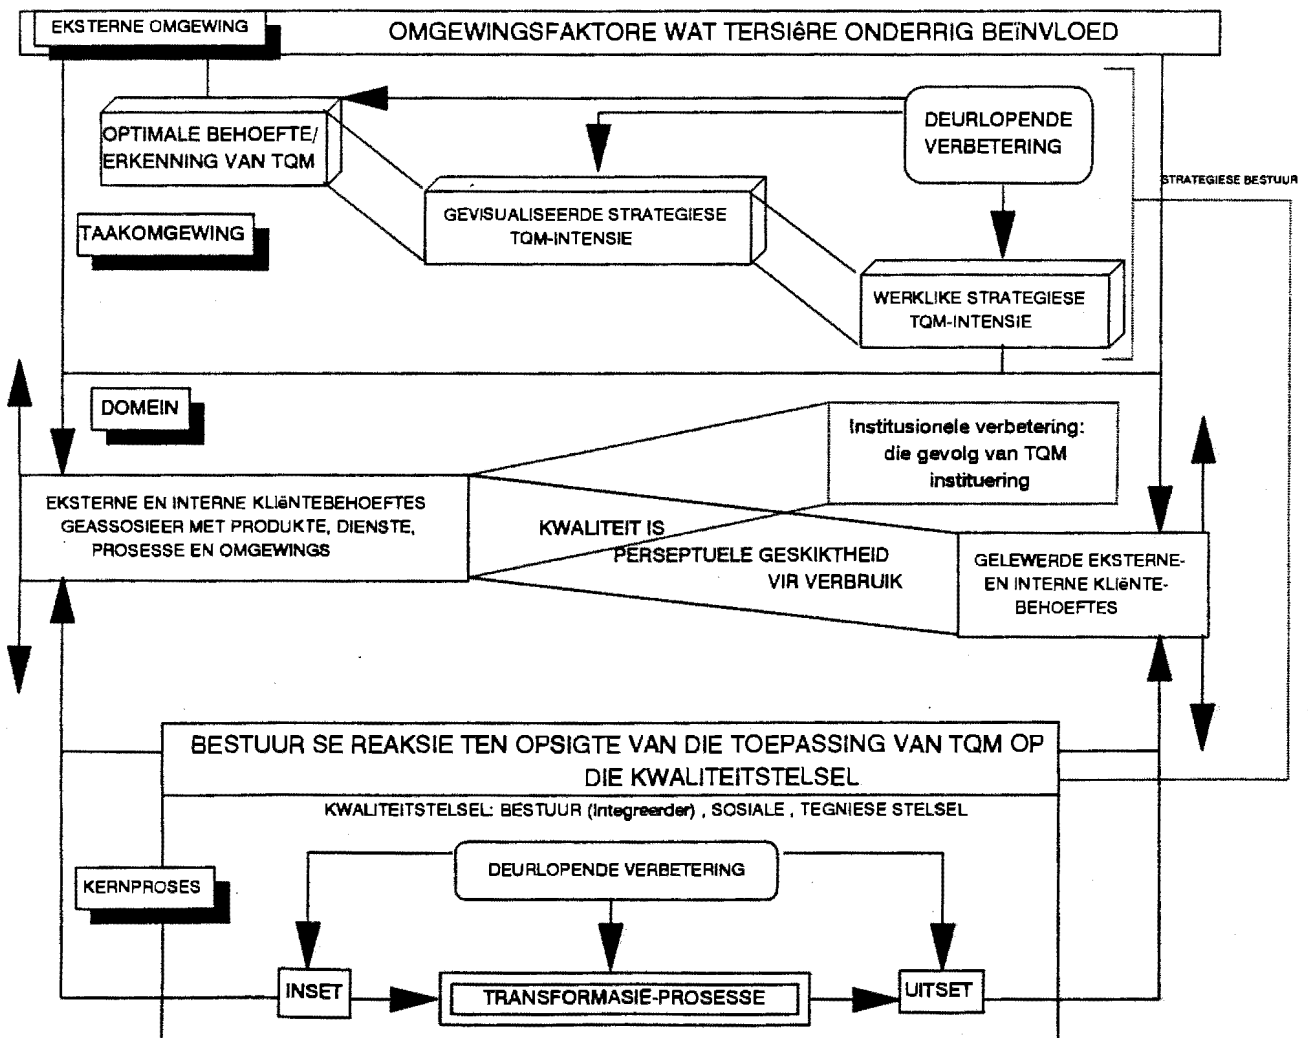 EKSTERNE OMGEWING
OMGEWINGSFAKTORE WAT TERSIêRE ONDERRIG BEïNVLOED
OPTIMALE BEHOEFTE/
ERKENNING VAN TQM
DEURLOPENDE
VERBETERING
STRATEGIESE BESTUUR
GEVISUALISEERDE STRATEGIESE
TQM-INTENSIE
TAAKOMGEWING
WERKLIKE STRATEGIESE
TQM-INTENSIE
DOMEIN
Institusionele verbetering:
die gevolg van TQM
instituering
EKSTERNE EN INTERNE KLIëNTEBEHOEFTES
GEASSOSIEER MET PRODUKTE, DIENSTE,
PROSESSE EN OMGEWINGS
KWALITEIT IS
PERSEPTUELE GESKIKTHEID
VIR VERBRUIK
GELEWERDE EKSTERNE-
EN INTERNE KLIëNTE-
BEHOEFTES
BESTUUR SE REAKSIE TEN OPSIGTE VAN DIE TOEPASSING VAN TQM OP
DIE KWALITEITSTELSEL
KWALITEITSTELSEL: BESTUUR (Integreerder) , SOSIALE , TEGNIESE STELSEL
DEURLOPENDE VERBETERING
KERNPROSES
INSET
TRANSFORMASIE-PROSESSE
UITSET